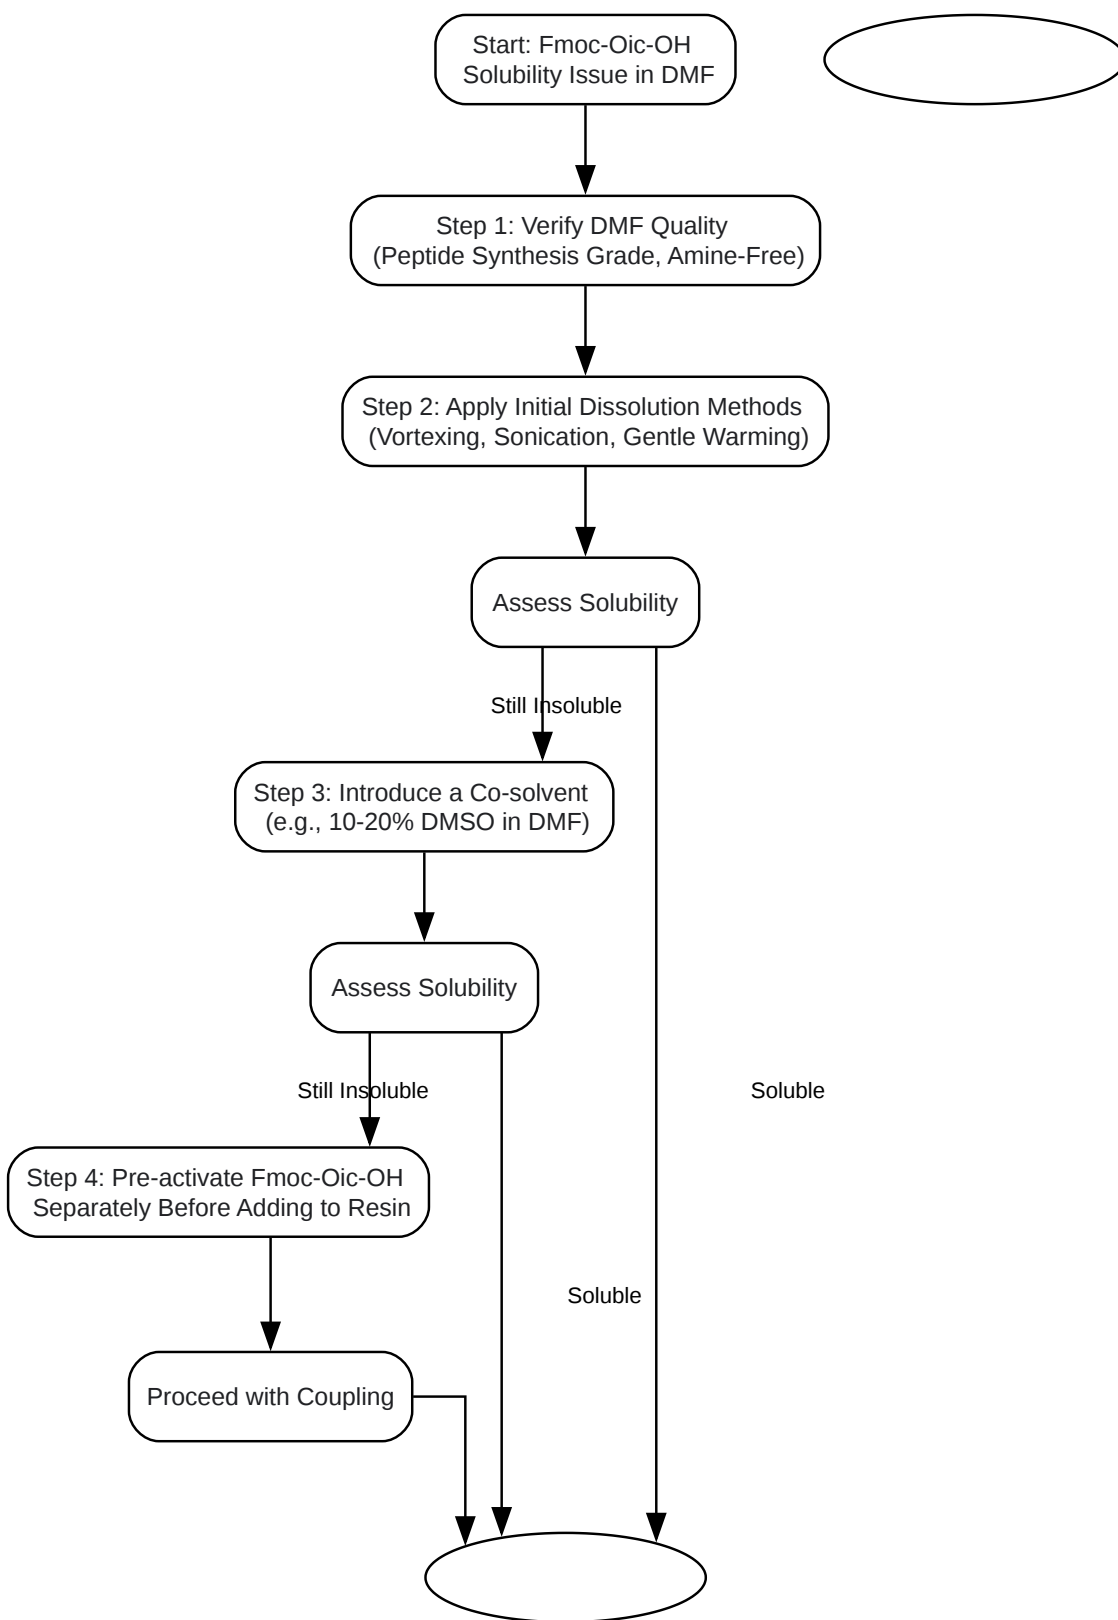 Start: Fmoc-Oic-OH
Solubility Issue in DMF
Step 1: Verify DMF Quality
(Peptide Synthesis Grade, Amine-Free)
Step 2: Apply Initial Dissolution Methods
(Vortexing, Sonication, Gentle Warming)
Assess Solubility
Still Insoluble
Step 3: Introduce a Co-solvent
(e.g., 10-20% DMSO in DMF)
Assess Solubility
Still Insoluble
Soluble
Step 4: Pre-activate Fmoc-Oic-OH
Separately Before Adding to Resin
Soluble
Proceed with Coupling